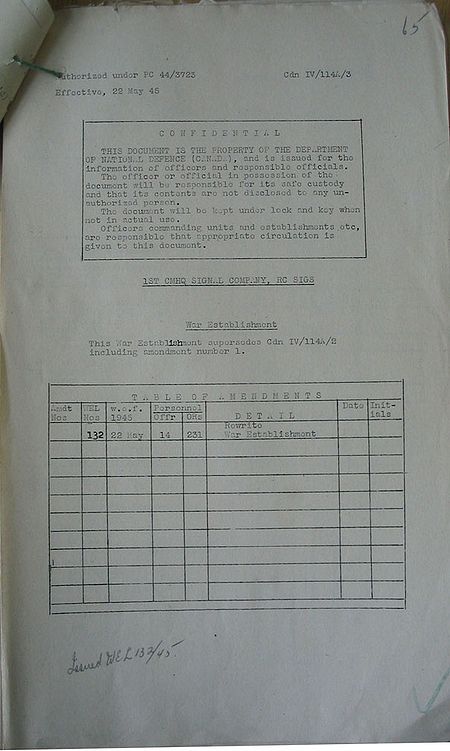 65
Authorized under PC 44/3723 Cdn IV/114A/3
Effective, 22 May 45
CONFIDENTIAL
THIS DOCUMENT IS THE PROPERTY OF THE DEPARTMENT
OF NATIONAL DEFENCE (CANADA), and is issued for the
information of officers and responsible officials.
The officer or official in possession of the
document will be responsible for its safe custody
and that its contents are not disclosed to any un-
authorized person.
The document will be kept under lock and key when
not in actual use.
Officers commanding units and establishments etc,
are responsible that appropriate circulation is
given to this document.
1ST CMHQ SIGNAL COMPANY, RC SIGS
War Establishment
This War Establishment supersedes Cdn IV/114A/2
including amendment number 1.
TABLE OF AMENDMENTS
Amdt WEL w.e.f. Personnel Date Init-
Nos Nos 1945 Offr ORs DETAIL ials
Rewrite
132 22 May 14 231 War Establishment
Issued WEL 132/45